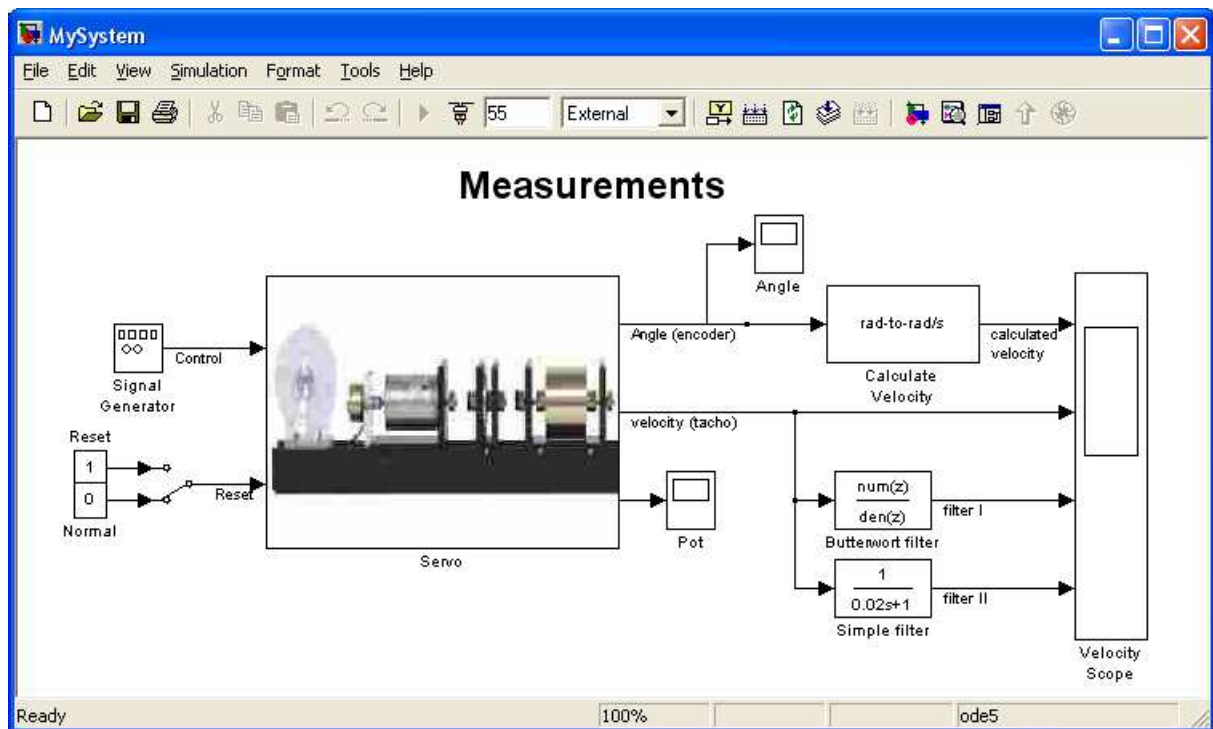 MySystem
File Edit View Simulation Format Tools Help
55 External
Measurements
Angle
Angle (encoder)
rad-to-rad/s
calculated
velocity
Calculate
Velocity
Control
Signal
Generator
velocity (tacho)
Reset
1
0
Reset
Normal
Servo
Pot
num(z)
den(z)
filter I
Butterwort filter
1
0.02s+1
filter II
Simple filter
Velocity
Scope
Ready 100% ode5